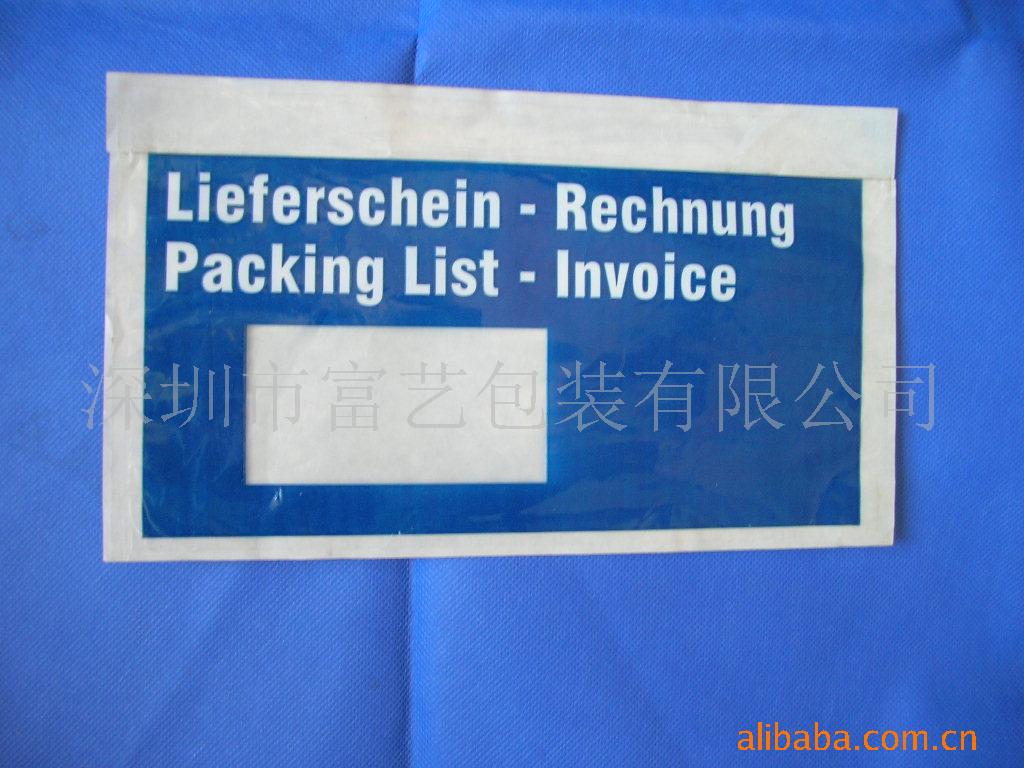 Lieferschein - Rechnung
Packing List - Invoice
深圳市富艺包装有限公司
alibaba.com.cn